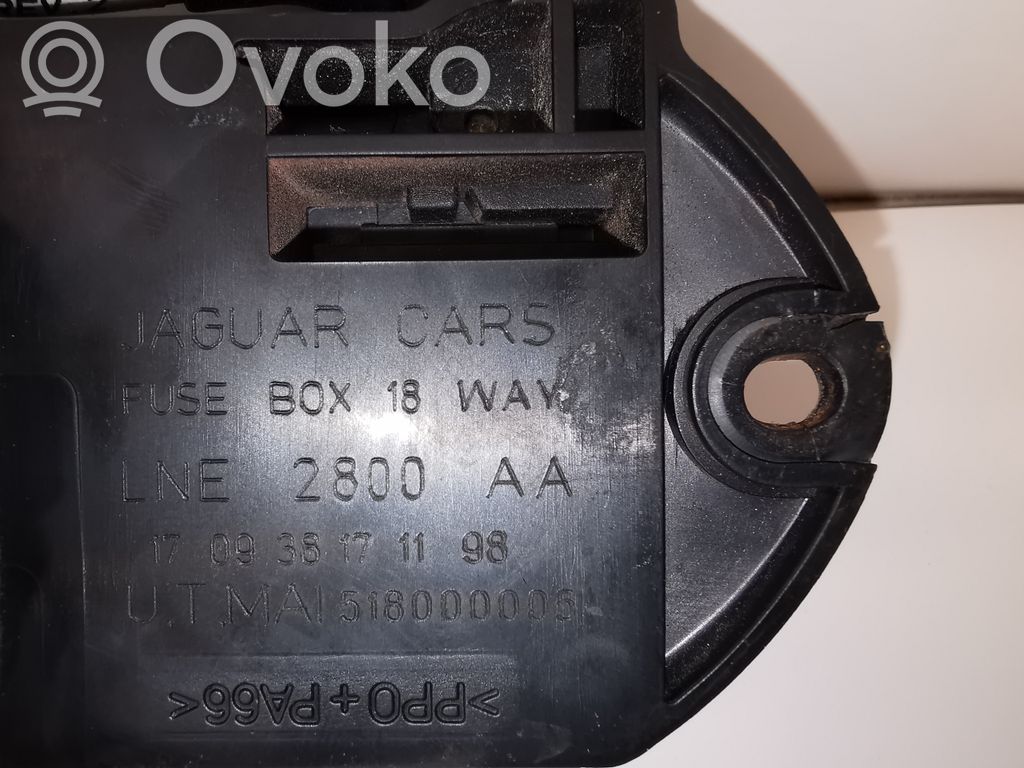 Ovoko
JAGUAR CARS
FUSE BOX 18 WAY
LNE 2800 AA
17 09 36 17 11 98
U.T.MAI 518000006
>PPO+PA66<